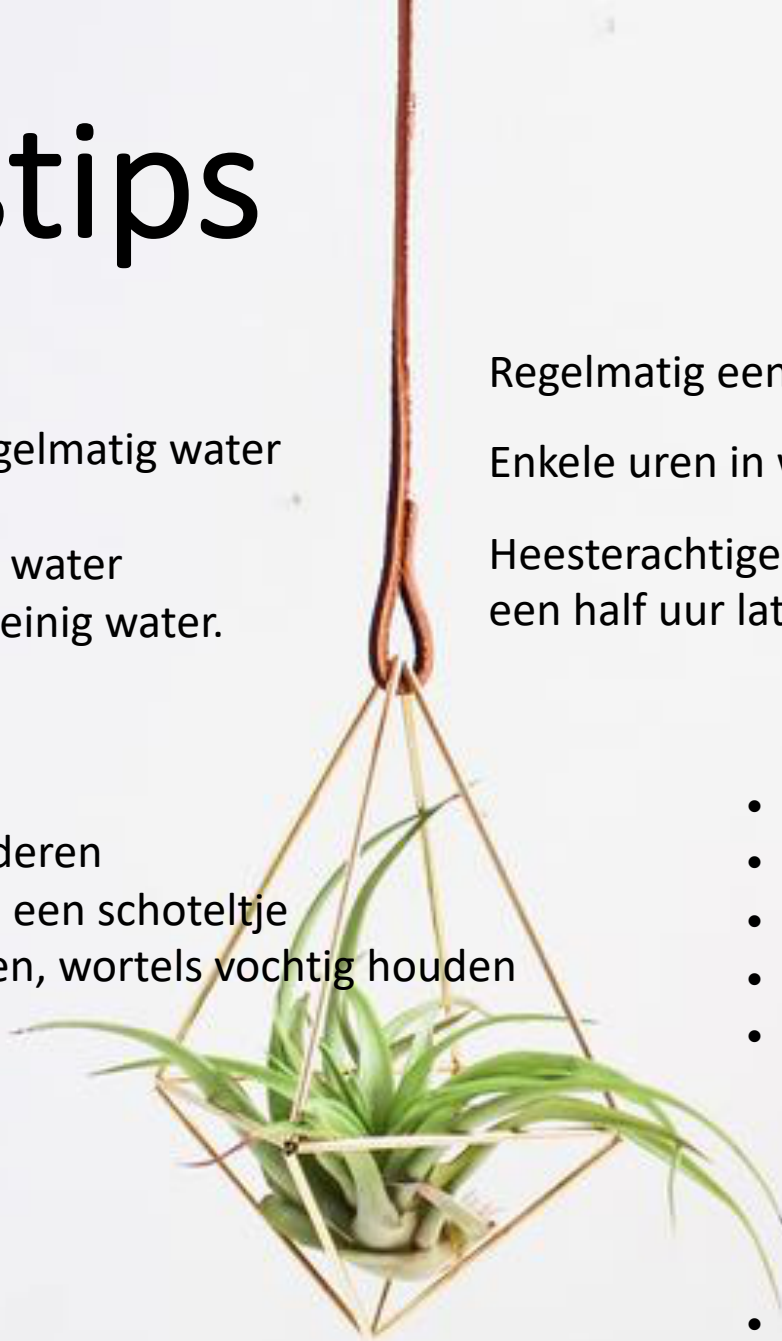 tips
gelmatig water
water
einig water.
deren
een schoteltje
en, wortels vochtig houden
Regelmatig een
Enkele uren in
Heesterachtige
een half uur lat
•
•
•
•
•
•